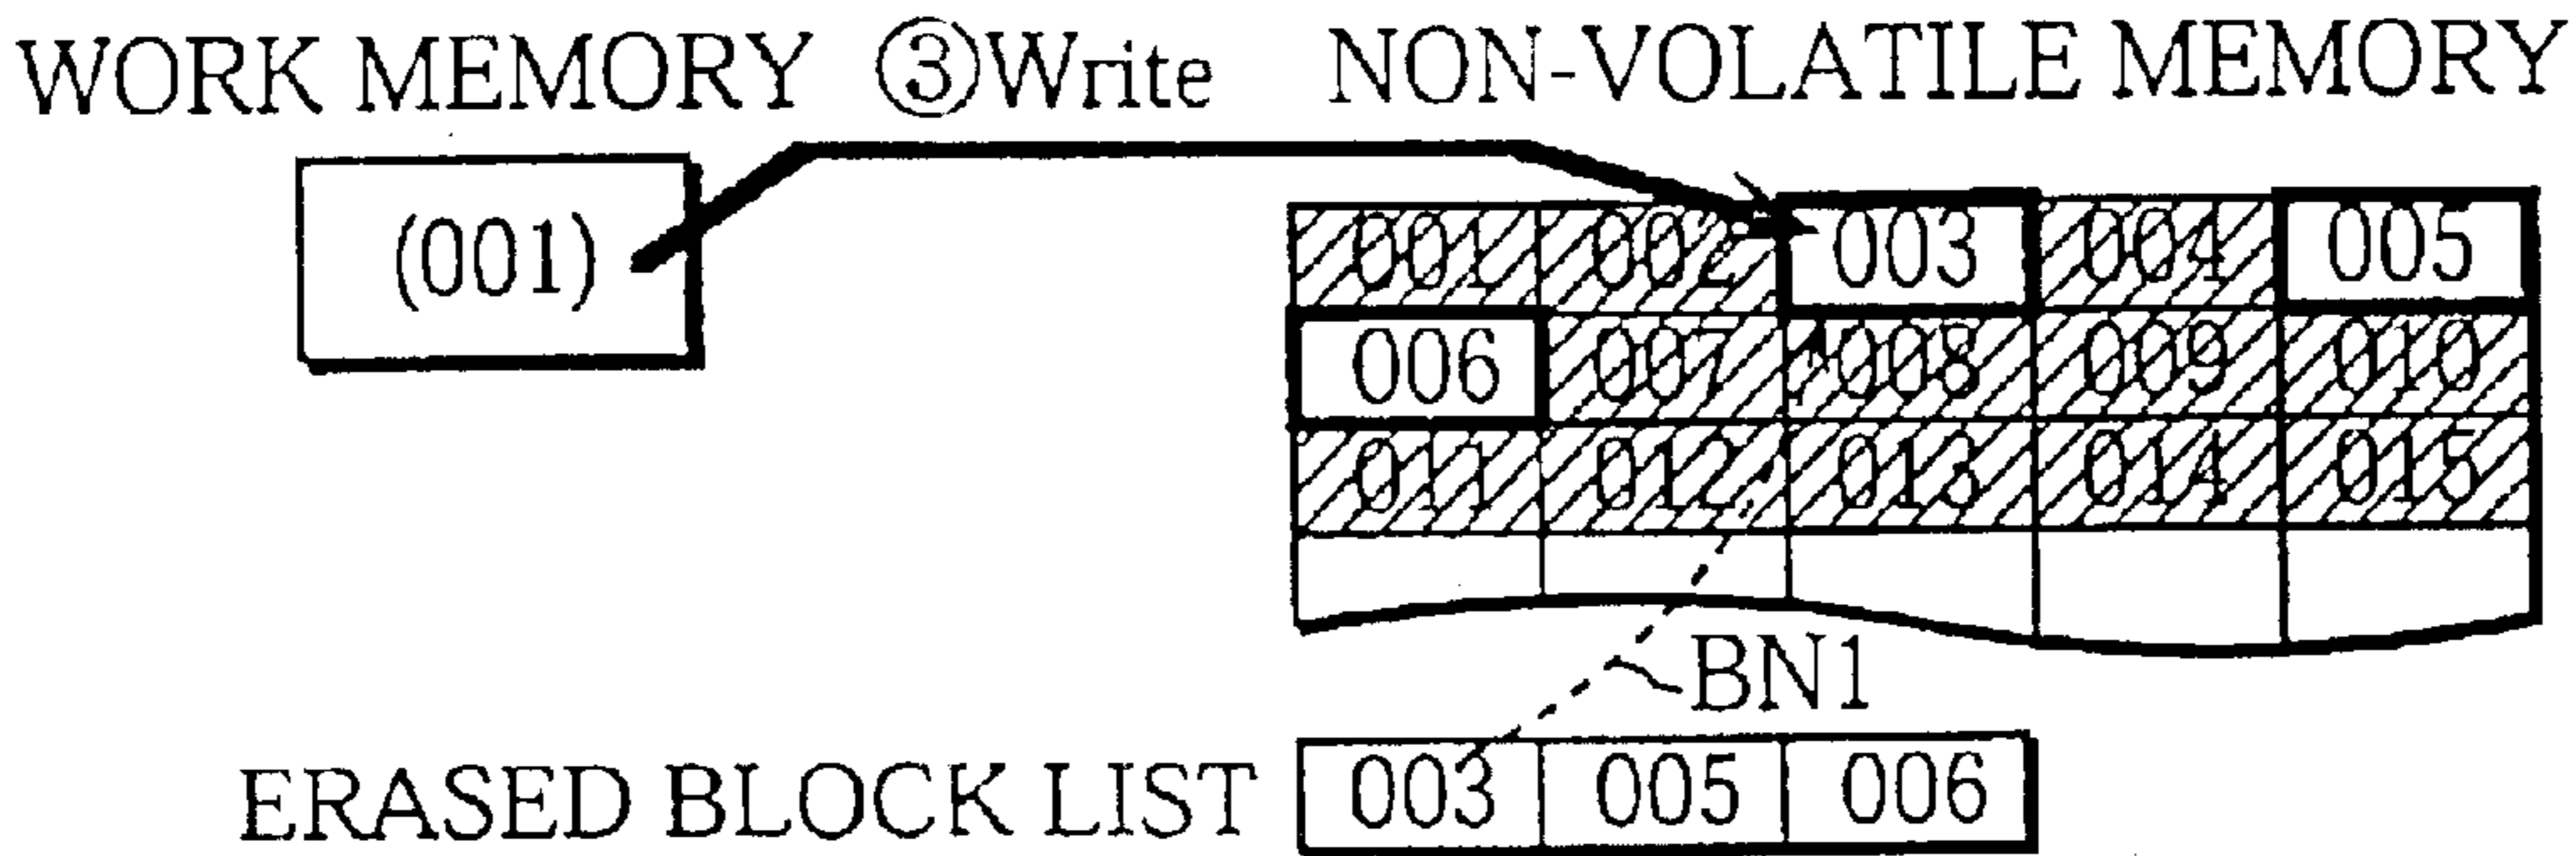 WORK MEMORY ③Write NON-VOLATILE MEMORY
(001)
001 002 003 004 005
006 007 008 009 010
011 012 013 014 015
BN1
ERASED BLOCK LIST 003 005 006